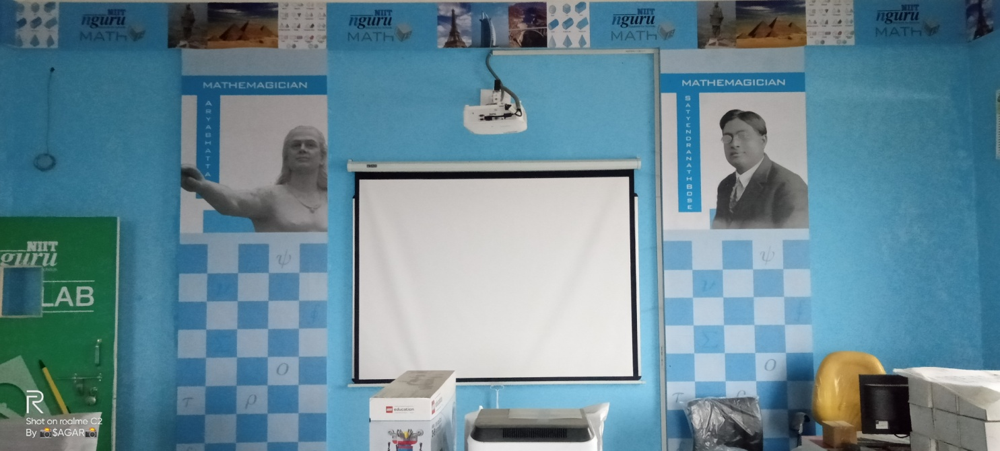 NIIT
nguru
MATH
NIIT
nguru
MATH
NIIT
nguru
MATH
NIIT
nguru
MATH
MATHEMAGICIAN
ARYABHATTA
MATHEMAGICIAN
SATYENDRANATH BOSE
NIIT
guru
LAB
ψ
ν
Σ
Ο
τ
ρ
ψ
ν
Σ
Ο
τ
education
Shot on realme C2
By 📷$AGAR📷